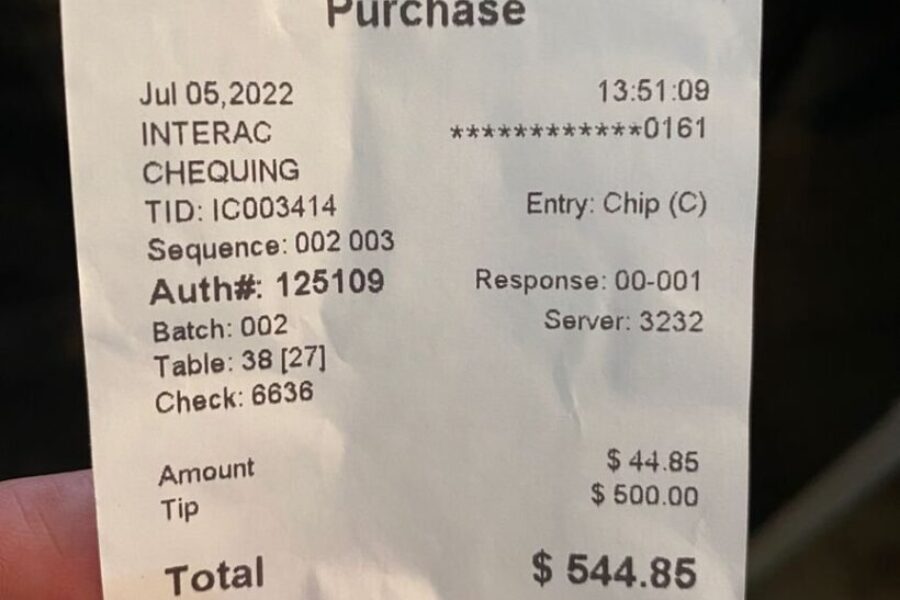 Purchase
Jul 05,2022 13:51:09
INTERAC ************0161
CHEQUING
TID: IC003414 Entry: Chip (C)
Sequence: 002 003
Auth#: 125109 Response: 00-001
Batch: 002 Server: 3232
Table: 38 [27]
Check: 6636
Amount $ 44.85
Tip $ 500.00
Total $ 544.85